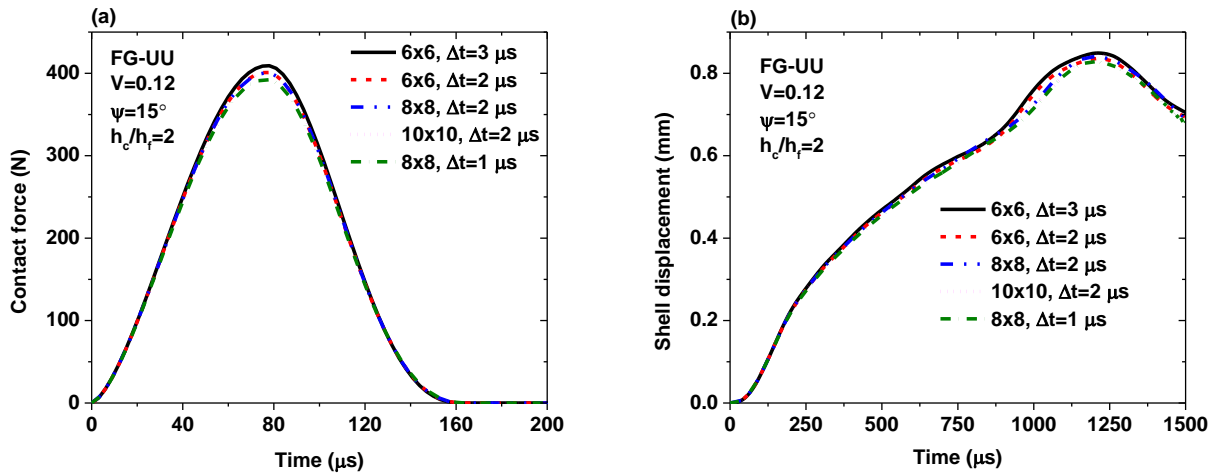 (a)
FG-UU
V=0.12
ψ=15°
h_c/h_f=2
6x6, Δt=3 μs
6x6, Δt=2 μs
8x8, Δt=2 μs
10x10, Δt=2 μs
8x8, Δt=1 μs
Contact force (N)
400
300
200
100
0
0 40 80 120 160 200
Time (μs)
(b)
FG-UU
V=0.12
ψ=15°
h_c/h_f=2
6x6, Δt=3 μs
6x6, Δt=2 μs
8x8, Δt=2 μs
10x10, Δt=2 μs
8x8, Δt=1 μs
Shell displacement (mm)
0.8
0.6
0.4
0.2
0.0
0 250 500 750 1000 1250 1500
Time (μs)